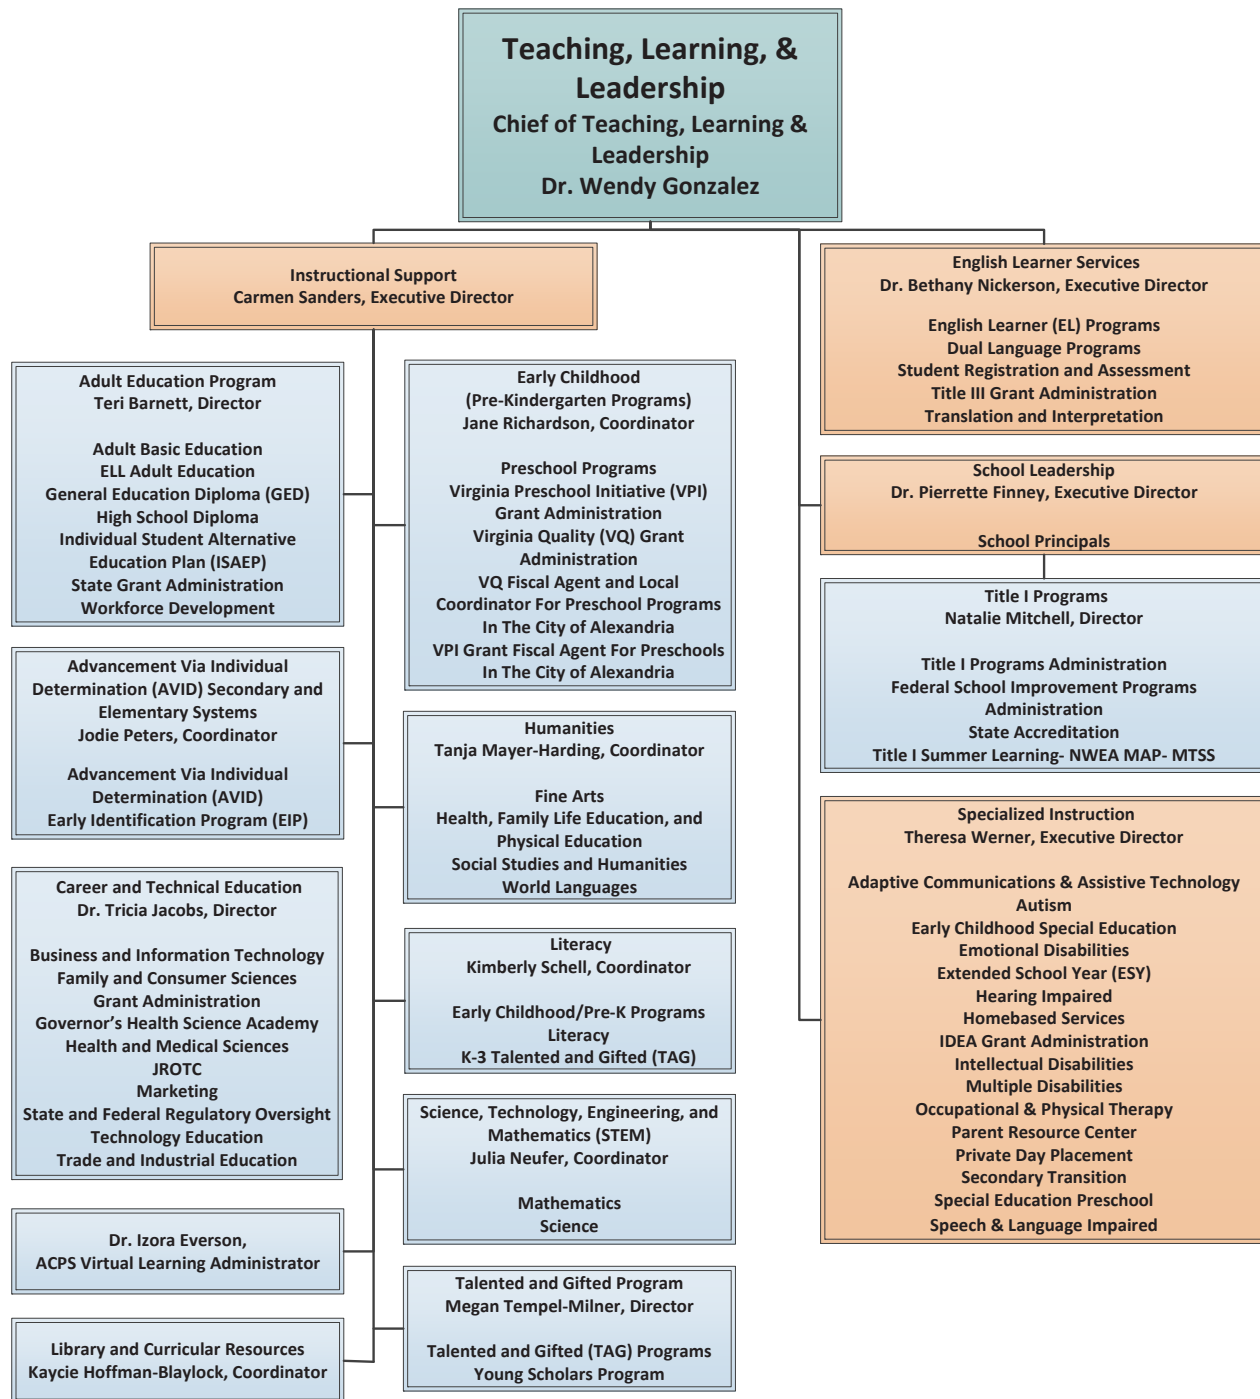 Teaching, Learning, &
Leadership
Chief of Teaching, Learning &
Leadership
Dr. Wendy Gonzalez
Instructional Support
Carmen Sanders, Executive Director
Adult Education Program
Teri Barnett, Director
Adult Basic Education
ELL Adult Education
General Education Diploma (GED)
High School Diploma
Individual Student Alternative
Education Plan (ISAEP)
State Grant Administration
Workforce Development
Advancement Via Individual
Determination (AVID) Secondary and
Elementary Systems
Jodie Peters, Coordinator
Advancement Via Individual
Determination (AVID)
Early Identification Program (EIP)
Career and Technical Education
Dr. Tricia Jacobs, Director
Business and Information Technology
Family and Consumer Sciences
Grant Administration
Governor’s Health Science Academy
Health and Medical Sciences
JROTC
Marketing
State and Federal Regulatory Oversight
Technology Education
Trade and Industrial Education
Dr. Izora Everson,
ACPS Virtual Learning Administrator
Library and Curricular Resources
Kaycie Hoffman-Blaylock, Coordinator
Early Childhood
(Pre-Kindergarten Programs)
Jane Richardson, Coordinator
Preschool Programs
Virginia Preschool Initiative (VPI)
Grant Administration
Virginia Quality (VQ) Grant
Administration
VQ Fiscal Agent and Local
Coordinator For Preschool Programs
In The City of Alexandria
VPI Grant Fiscal Agent For Preschools
In The City of Alexandria
Humanities
Tanja Mayer-Harding, Coordinator
Fine Arts
Health, Family Life Education, and
Physical Education
Social Studies and Humanities
World Languages
Literacy
Kimberly Schell, Coordinator
Early Childhood/Pre-K Programs
Literacy
K-3 Talented and Gifted (TAG)
Science, Technology, Engineering, and
Mathematics (STEM)
Julia Neufer, Coordinator
Mathematics
Science
Talented and Gifted Program
Megan Tempel-Milner, Director
Talented and Gifted (TAG) Programs
Young Scholars Program
English Learner Services
Dr. Bethany Nickerson, Executive Director
English Learner (EL) Programs
Dual Language Programs
Student Registration and Assessment
Title III Grant Administration
Translation and Interpretation
School Leadership
Dr. Pierrette Finney, Executive Director
School Principals
Title I Programs
Natalie Mitchell, Director
Title I Programs Administration
Federal School Improvement Programs
Administration
State Accreditation
Title I Summer Learning- NWEA MAP- MTSS
Specialized Instruction
Theresa Werner, Executive Director
Adaptive Communications & Assistive Technology
Autism
Early Childhood Special Education
Emotional Disabilities
Extended School Year (ESY)
Hearing Impaired
Homebased Services
IDEA Grant Administration
Intellectual Disabilities
Multiple Disabilities
Occupational & Physical Therapy
Parent Resource Center
Private Day Placement
Secondary Transition
Special Education Preschool
Speech & Language Impaired